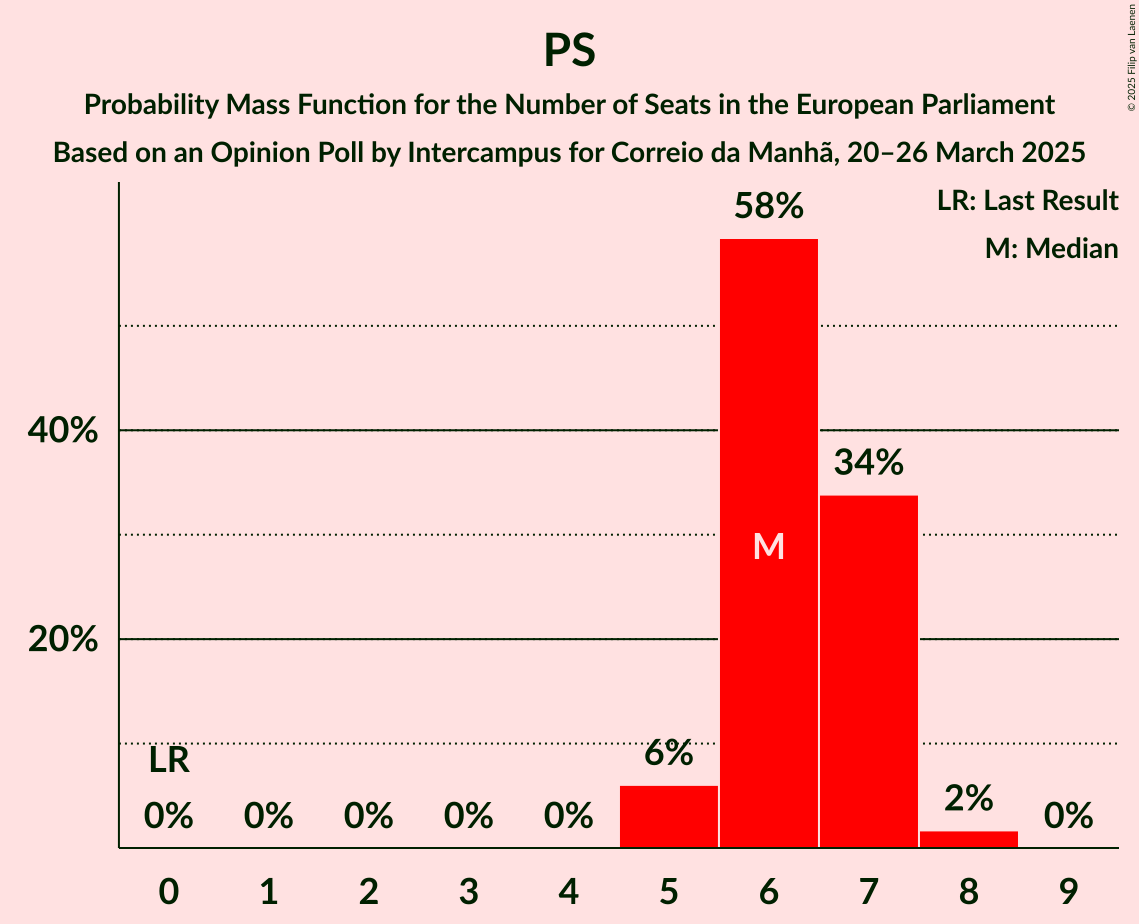 PS
Probability Mass Function for the Number of Seats in the European Parliament
Based on an Opinion Poll by Intercampus for Correio da Manhã, 20–26 March 2025
© 2025 Filip van Laenen
LR: Last Result
M: Median
58%
40%
34%
M
20%
LR
6%
2%
0% 0% 0% 0% 0% 0%
0 1 2 3 4 5 6 7 8 9